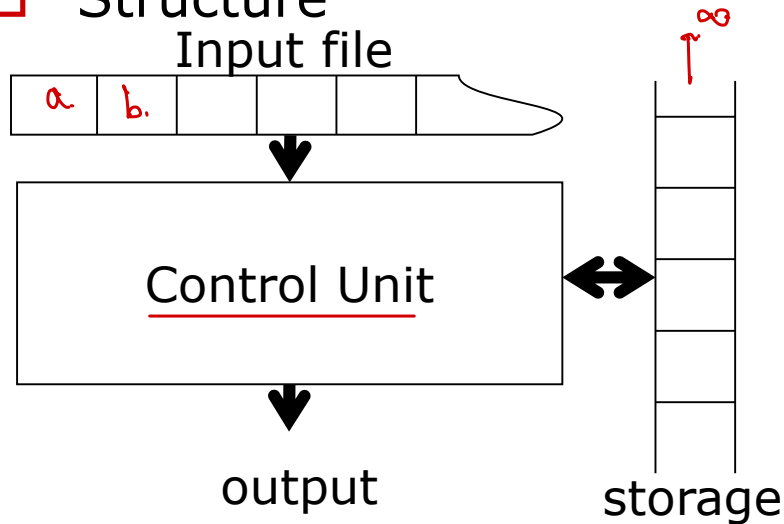 Structure
Input file
a b.
∞
Control Unit
output
storage